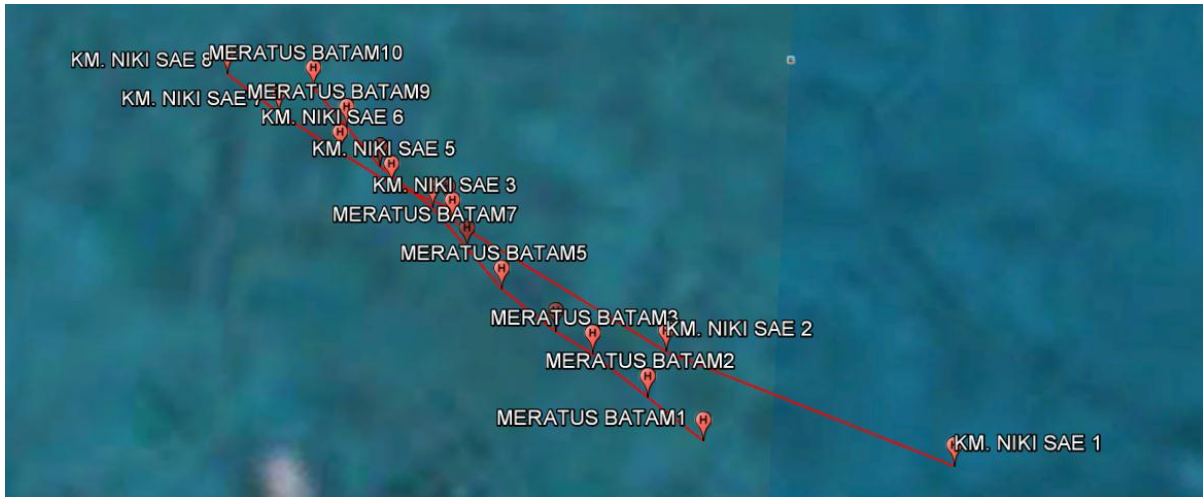 MERATUS BATAM10
KM. NIKI SAE 8
MERATUS BATAM9
KM. NIKI SAE 7
KM. NIKI SAE 6
KM. NIKI SAE 5
KM. NIKI SAE 3
MERATUS BATAM7
MERATUS BATAM5
MERATUS BATAM3
KM. NIKI SAE 2
MERATUS BATAM2
MERATUS BATAM1
KM. NIKI SAE 1